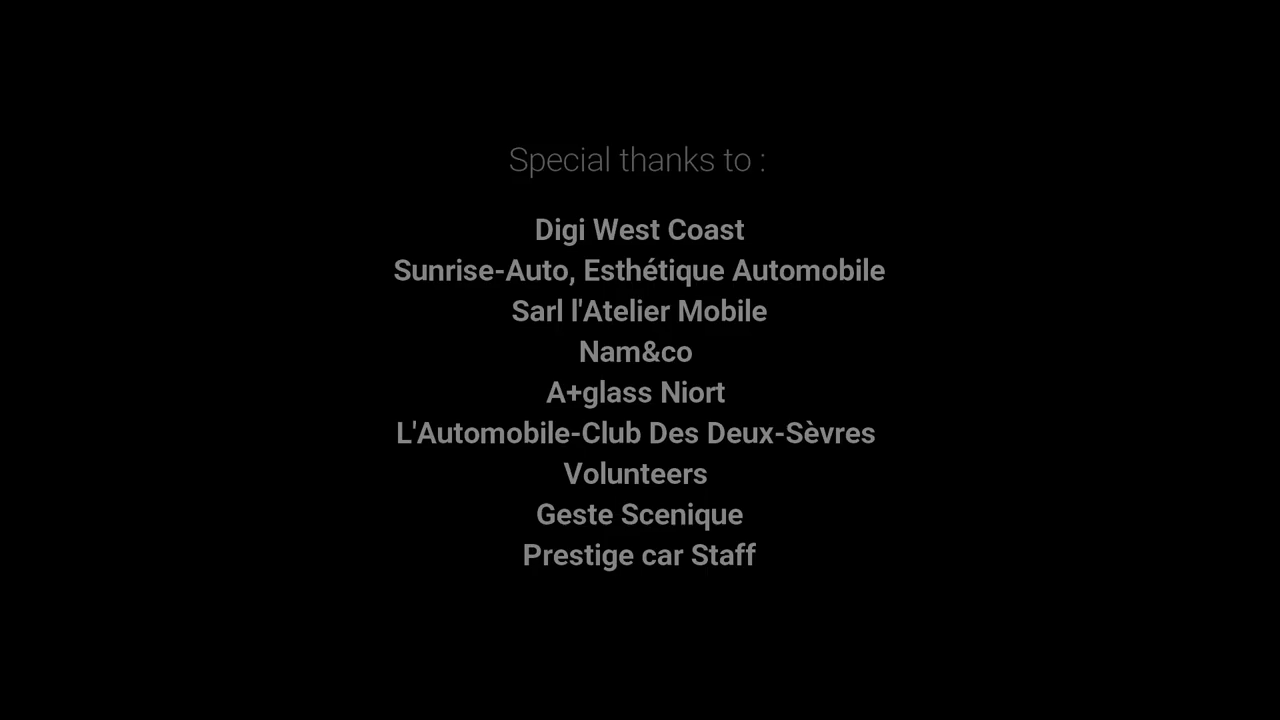 Special thanks to :
Digi West Coast
Sunrise-Auto, Esthétique Automobile
Sarl l'Atelier Mobile
Nam&co
A+glass Niort
L'Automobile-Club Des Deux-Sèvres
Volunteers
Geste Scenique
Prestige car Staff